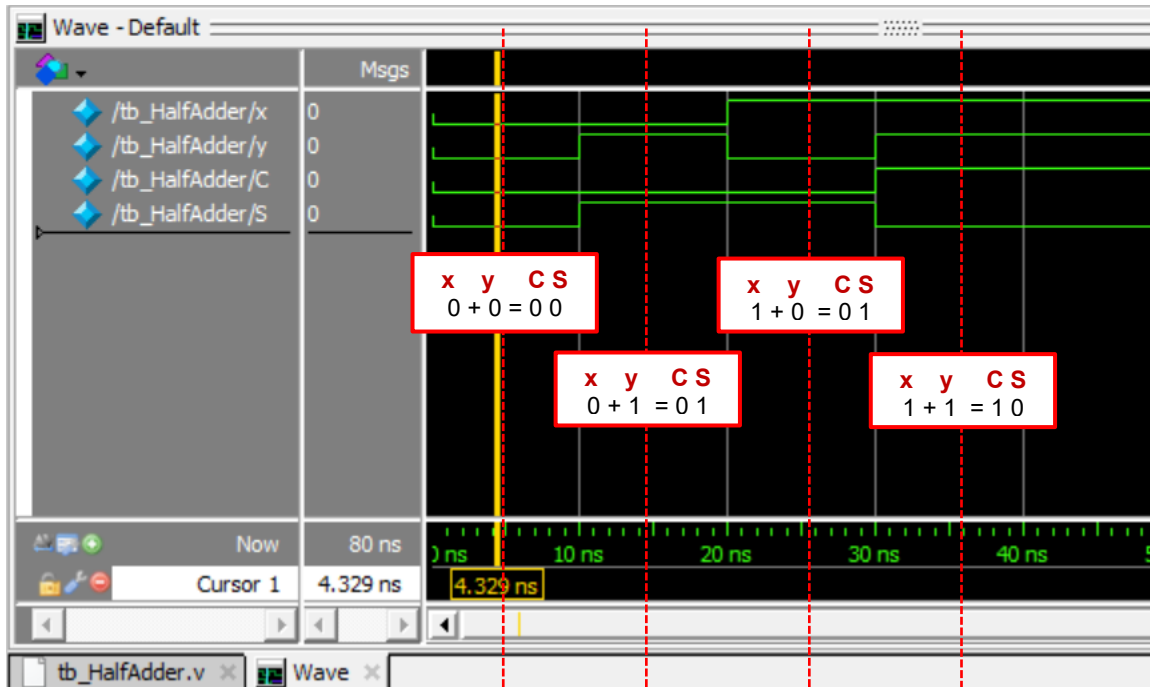 Wave - Default
Msgs
/tb_HalfAdder/x 0
/tb_HalfAdder/y 0
/tb_HalfAdder/C 0
/tb_HalfAdder/S 0
x y C S
0 + 0 = 0 0
x y C S
1 + 0 = 0 1
x y C S
0 + 1 = 0 1
x y C S
1 + 1 = 1 0
Now 80 ns
ns 10 ns 20 ns 30 ns 40 ns
Cursor 1 4.329 ns 4.329 ns
tb_HalfAdder.v Wave